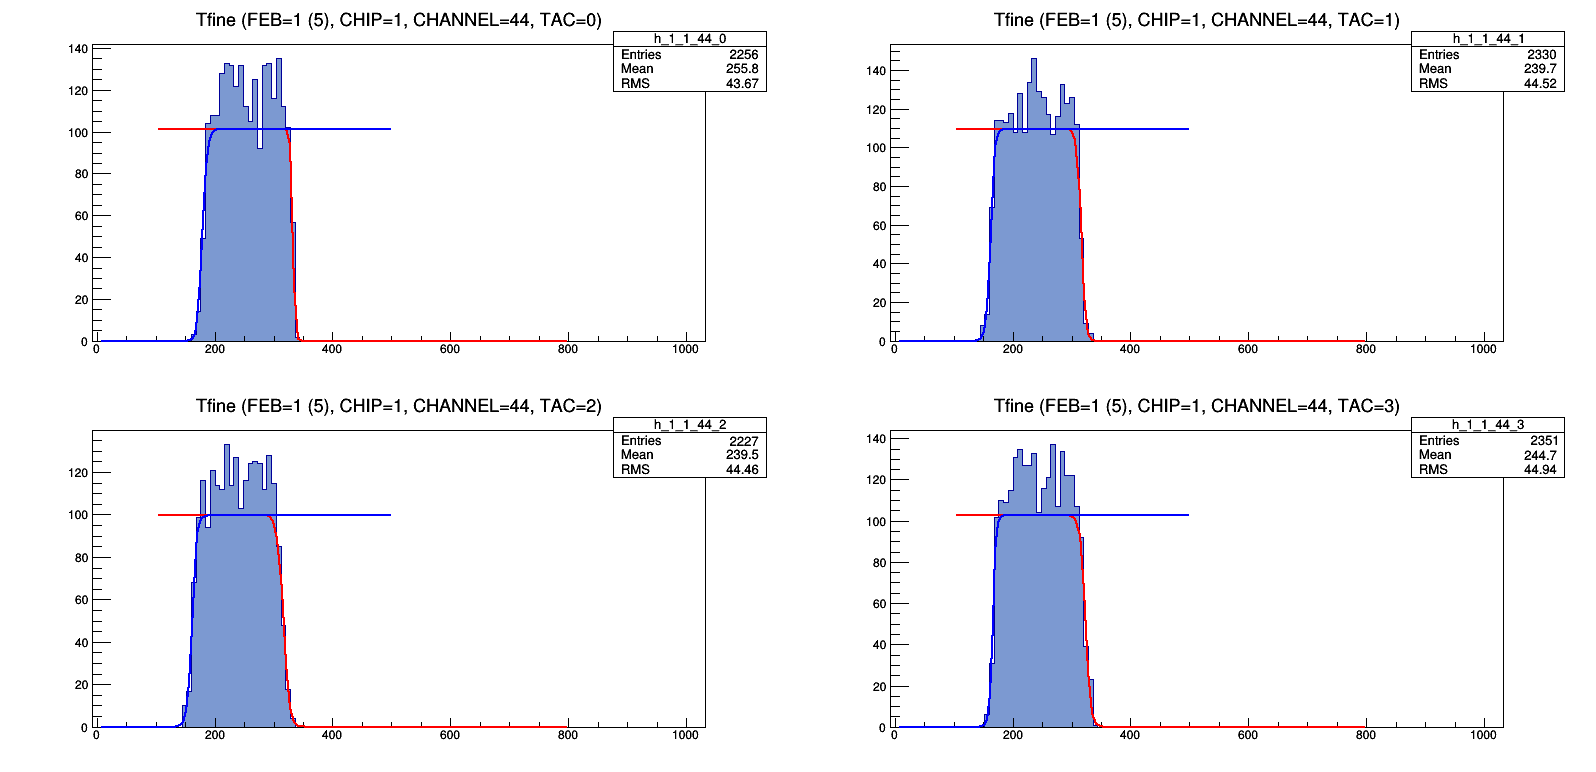 Tfine (FEB=1 (5), CHIP=1, CHANNEL=44, TAC=0)
h_1_1_44_0
Entries 2256
Mean 255.8
RMS 43.67
140
120
100
80
60
40
20
0
0 200 400 600 800 1000
Tfine (FEB=1 (5), CHIP=1, CHANNEL=44, TAC=1)
h_1_1_44_1
Entries 2330
Mean 239.7
RMS 44.52
140
120
100
80
60
40
20
0
0 200 400 600 800 1000
Tfine (FEB=1 (5), CHIP=1, CHANNEL=44, TAC=2)
h_1_1_44_2
Entries 2227
Mean 239.5
RMS 44.46
120
100
80
60
40
20
0
0 200 400 600 800 1000
Tfine (FEB=1 (5), CHIP=1, CHANNEL=44, TAC=3)
h_1_1_44_3
Entries 2351
Mean 244.7
RMS 44.94
140
120
100
80
60
40
20
0
0 200 400 600 800 1000